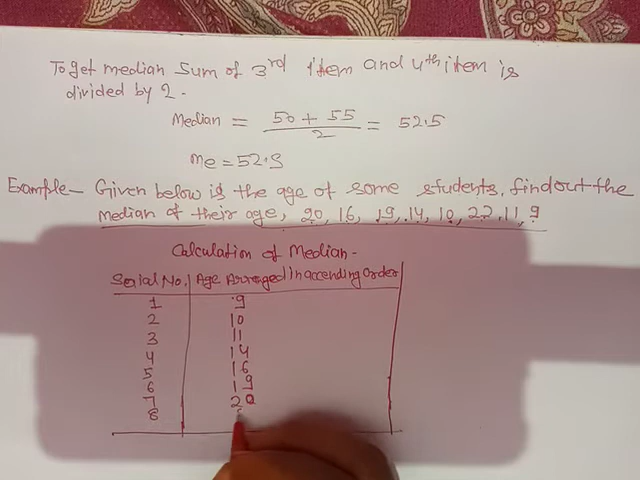 To get median Sum of 3rd item and 4th item is
divided by 2.
Median = 50 + 55 / 2 = 52.5
Me = 52.5
Example - Given below is the age of some students, find out the
median of their age, 20, 16, 19, 14, 10, 22, 11, 9
Calculation of Median -
Serial No. Age Arranged in accending Order
1 9
2 10
3 11
4 14
5 16
6 19
7 20
8